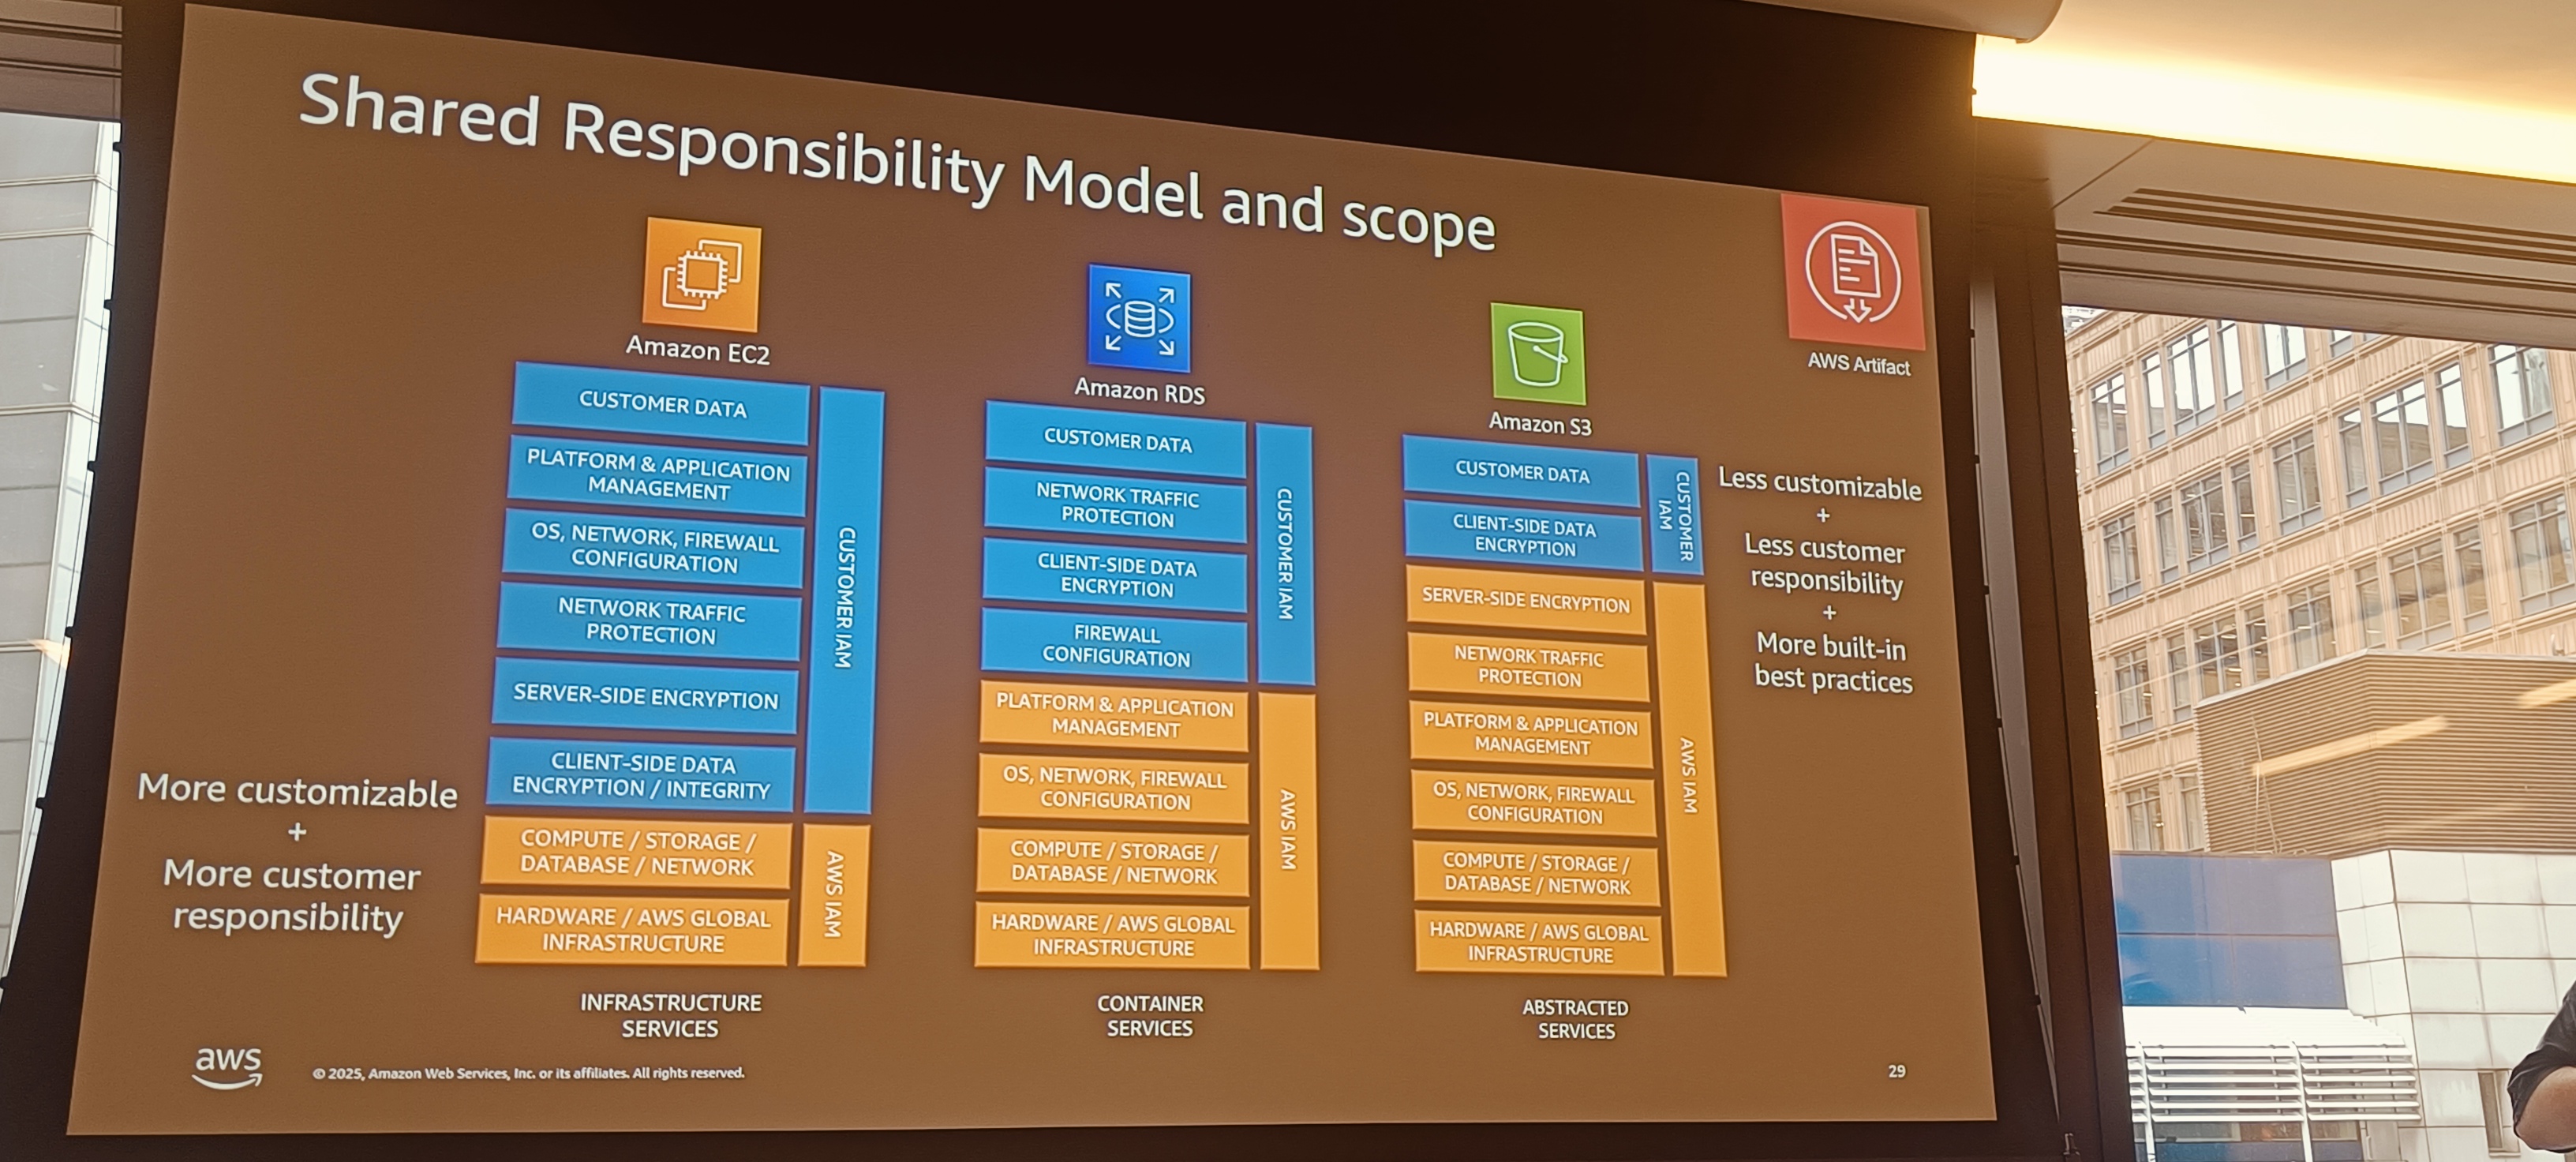 Shared Responsibility Model and scope
Amazon EC2
CUSTOMER DATA
PLATFORM & APPLICATION
MANAGEMENT
OS, NETWORK, FIREWALL
CONFIGURATION
NETWORK TRAFFIC
PROTECTION
SERVER-SIDE ENCRYPTION
CLIENT-SIDE DATA
ENCRYPTION / INTEGRITY
CUSTOMER IAM
COMPUTE / STORAGE /
DATABASE / NETWORK
HARDWARE / AWS GLOBAL
INFRASTRUCTURE
AWS IAM
INFRASTRUCTURE
SERVICES
More customizable
+
More customer
responsibility
Amazon RDS
CUSTOMER DATA
NETWORK TRAFFIC
PROTECTION
CLIENT-SIDE DATA
ENCRYPTION
FIREWALL
CONFIGURATION
CUSTOMER IAM
PLATFORM & APPLICATION
MANAGEMENT
OS, NETWORK, FIREWALL
CONFIGURATION
COMPUTE / STORAGE /
DATABASE / NETWORK
HARDWARE / AWS GLOBAL
INFRASTRUCTURE
AWS IAM
CONTAINER
SERVICES
Amazon S3
CUSTOMER DATA
CLIENT-SIDE DATA
ENCRYPTION
CUSTOMER
IAM
SERVER-SIDE ENCRYPTION
NETWORK TRAFFIC
PROTECTION
PLATFORM & APPLICATION
MANAGEMENT
OS, NETWORK, FIREWALL
CONFIGURATION
COMPUTE / STORAGE /
DATABASE / NETWORK
HARDWARE / AWS GLOBAL
INFRASTRUCTURE
AWS IAM
ABSTRACTED
SERVICES
AWS Artifact
Less customizable
+
Less customer
responsibility
+
More built-in
best practices
aws
© 2025, Amazon Web Services, Inc. or its affiliates. All rights reserved.
29